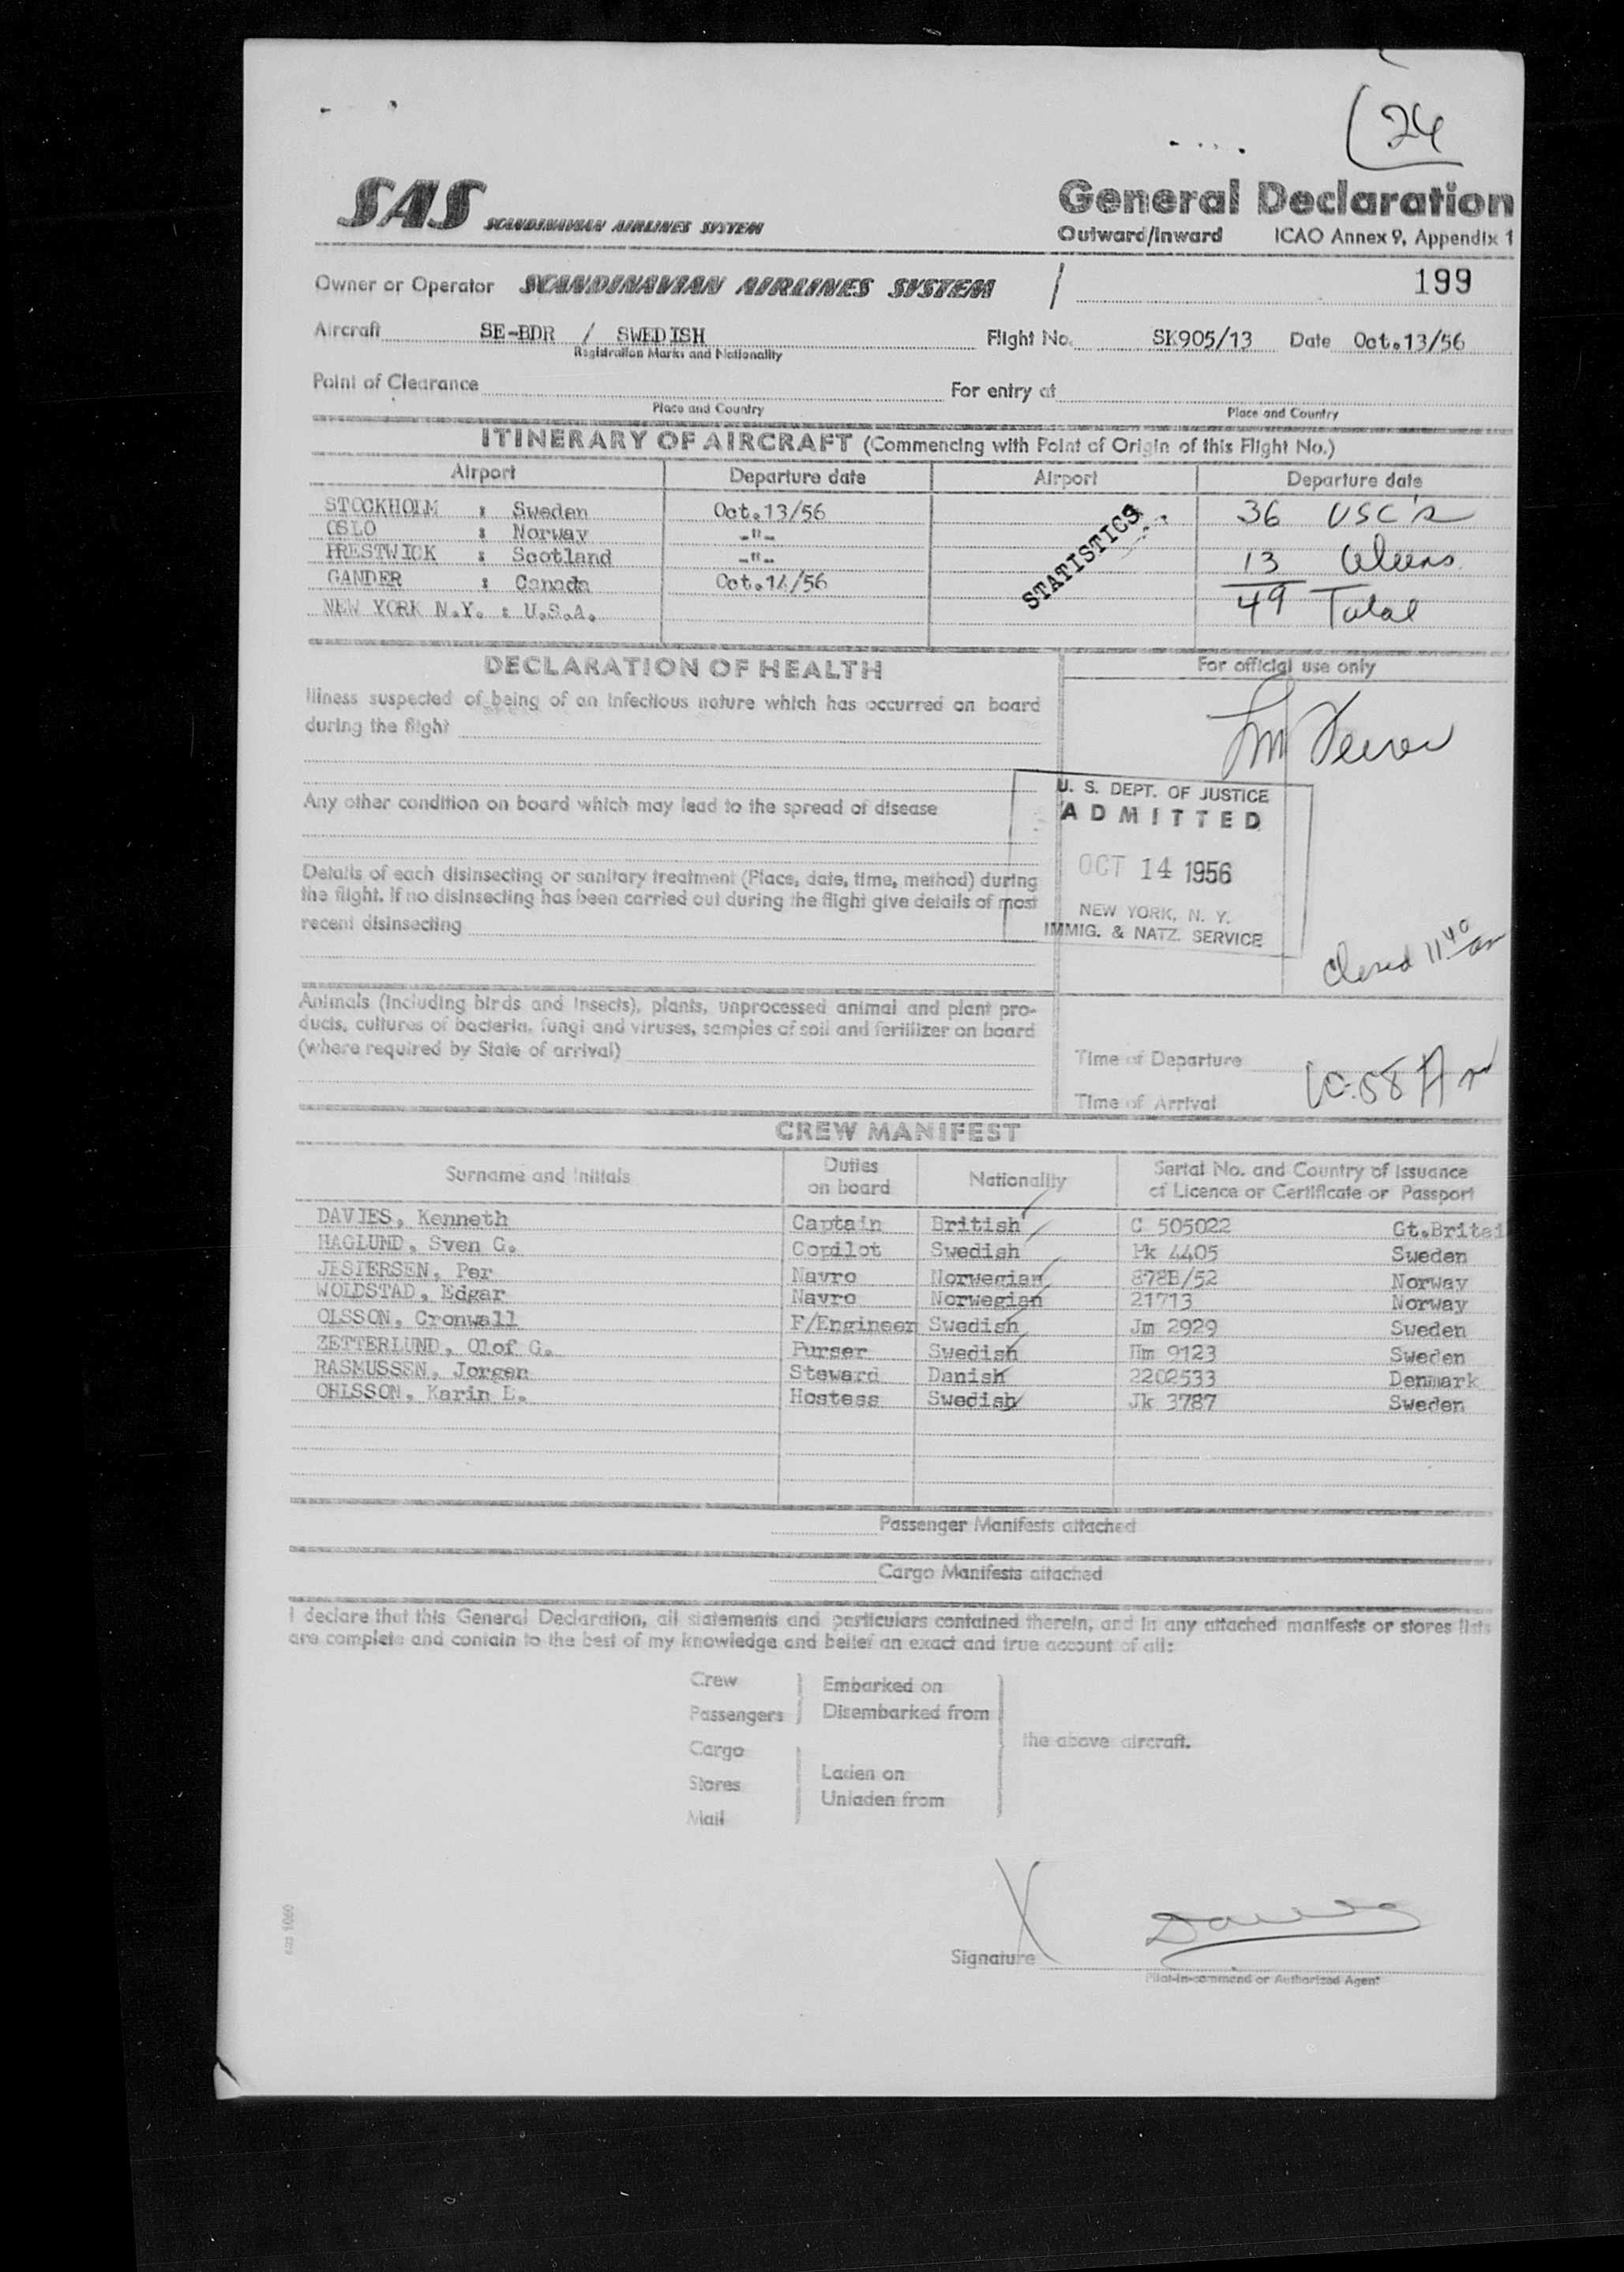 24
SAS SCANDINAVIAN AIRLINES SYSTEM
General Declaration
Outward/Inward ICAO Annex 9, Appendix 1
Owner or Operator SCANDINAVIAN AIRLINES SYSTEM / 199
Aircraft SE-BDR / SWEDISH Flight No. SK905/13 Date Oct.13/56
Registration Marks and Nationality
Point of Clearance For entry at
Place and Country Place and Country
ITINERARY OF AIRCRAFT (Commencing with Point of Origin of this Flight No.)
Airport Departure date Airport Departure date
STOCKHOLM : Sweden Oct.13/56 36 USC's
OSLO : Norway -"-
PRESTWICK : Scotland -"- 13 Aliens
GANDER : Canada Oct.14/56 49 Total
NEW YORK N.Y. : U.S.A.
STATISTICS
DECLARATION OF HEALTH
For official use only
Illness suspected of being of an infectious nature which has occurred on board
during the flight
Any other condition on board which may lead to the spread of disease
U. S. DEPT. OF JUSTICE
ADMITTED
OCT 14 1956
NEW YORK, N. Y.
IMMIG. & NATZ. SERVICE
Details of each disinsecting or sanitary treatment (Place, date, time, method) during
the flight. If no disinsecting has been carried out during the flight give details of most
recent disinsecting
Closed 11 40 am
Animals (including birds and insects), plants, unprocessed animal and plant pro-
ducts, cultures of bacteria, fungi and viruses, samples of soil and fertilizer on board
(where required by State of arrival)
Time of Departure
10:58 Am
Time of Arrival
CREW MANIFEST
Surname and Initials Duties on board Nationality Serial No. and Country of Issuance of Licence or Certificate or Passport
DAVIES, Kenneth Captain British C 505022 Gt.Britai
HAGLUND, Sven G. Copilot Swedish Pk 4405 Sweden
JESTERSEN, Per Navro Norwegian 878B/52 Norway
WOLDSTAD, Edgar Navro Norwegian 21713 Norway
OLSSON, Cronwall F/Engineer Swedish Jm 2929 Sweden
ZETTERLUND, Olof G. Purser Swedish Hm 9123 Sweden
RASMUSSEN, Jorgen Steward Danish 2202533 Denmark
OHLSSON, Karin B. Hostess Swedish Jk 3787 Sweden
Passenger Manifests attached
Cargo Manifests attached
I declare that this General Declaration, all statements and particulars contained therein, and in any attached manifests or stores lists
are complete and contain to the best of my knowledge and belief an exact and true account of all:
Crew
Passengers
Embarked on
Disembarked from
Cargo
Stores
Mail
Laden on
Unladen from
the above aircraft.
X Davies
Signature
Pilot-in-command or Authorized Agent